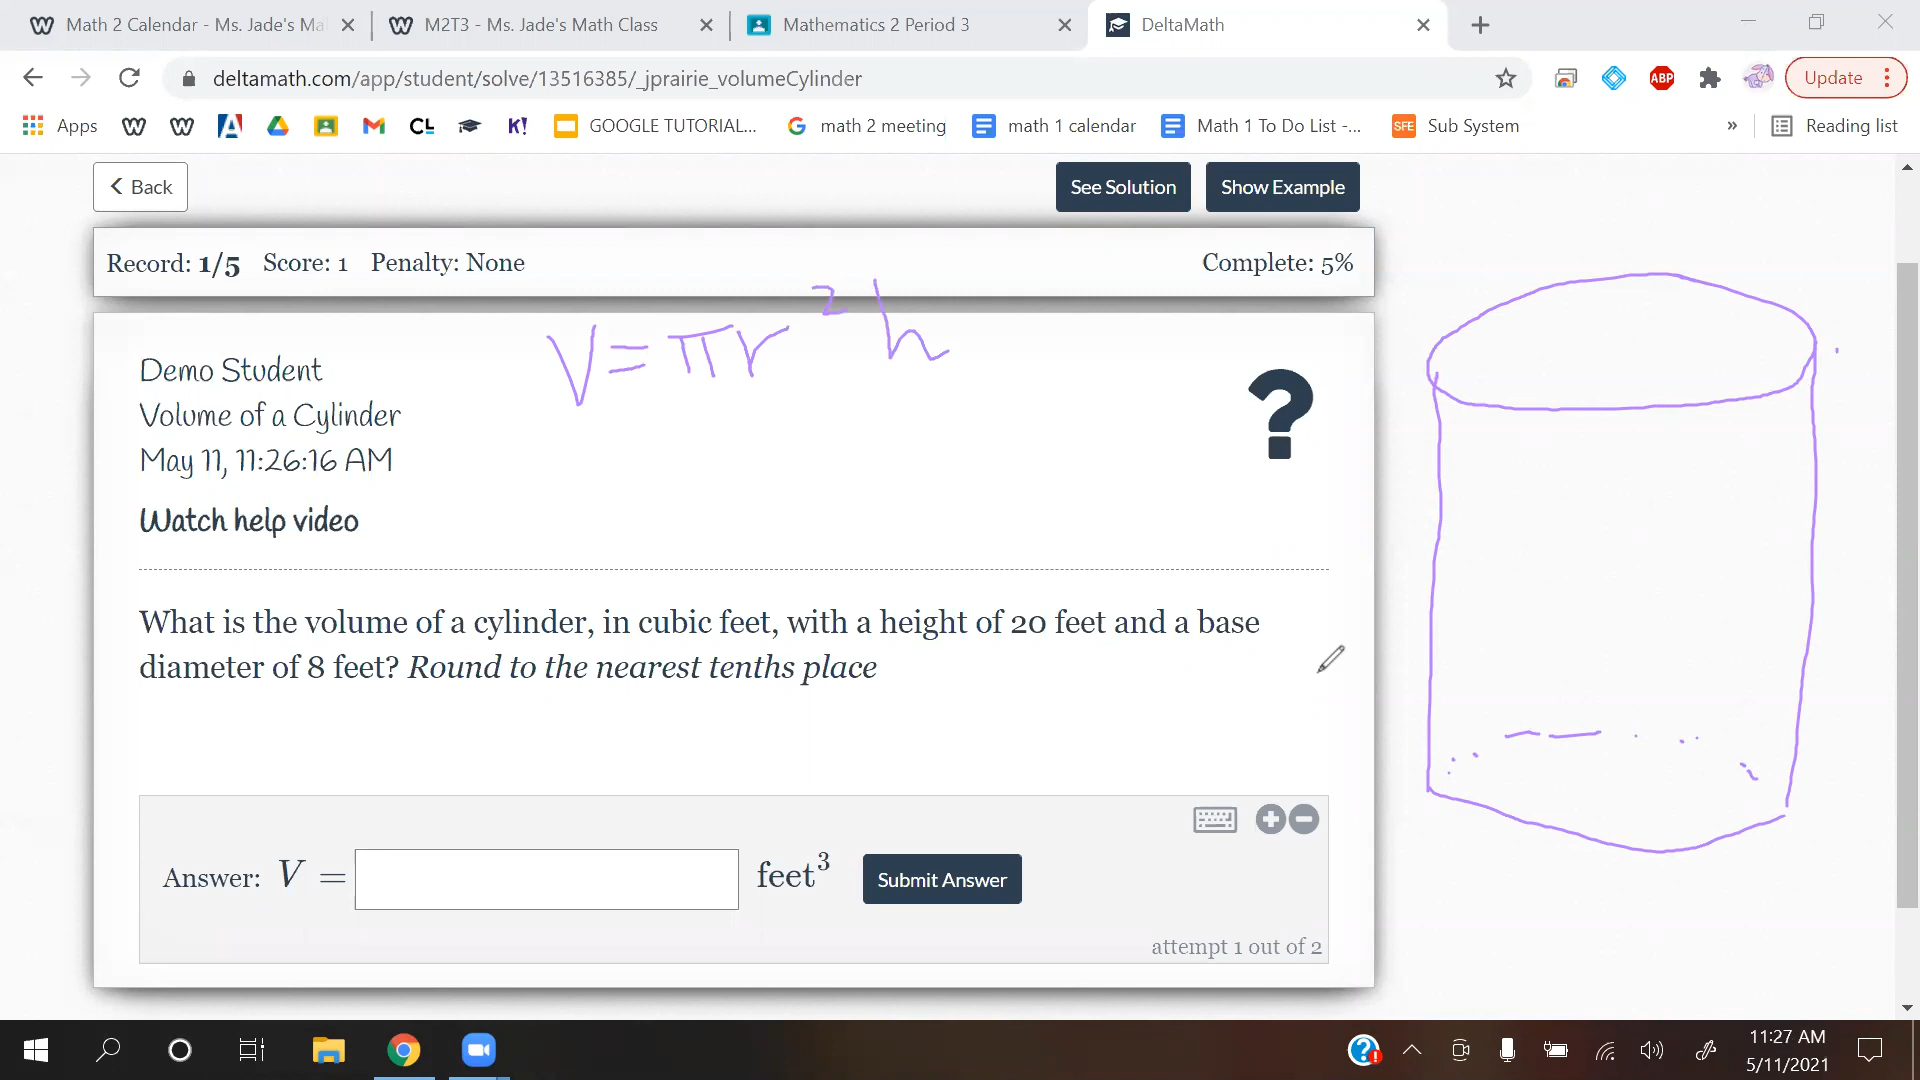 Math 2 Calendar - Ms. Jade's Ma
M2T3 - Ms. Jade's Math Class
Mathematics 2 Period 3
DeltaMath
deltamath.com/app/student/solve/13516385/_jprairie_volumeCylinder
ABP
Update
Apps
CL
K!
GOOGLE TUTORIAL...
math 2 meeting
math 1 calendar
Math 1 To Do List -...
SFE
Sub System
»
Reading list
Back
See Solution
Show Example
Record: 1/5 Score: 1 Penalty: None
Complete: 5%
V = πr²h
Demo Student
Volume of a Cylinder
May 11, 11:26:16 AM
?
Watch help video
What is the volume of a cylinder, in cubic feet, with a height of 20 feet and a base
diameter of 8 feet? Round to the nearest tenths place
Answer: V = feet³ Submit Answer
attempt 1 out of 2
11:27 AM
5/11/2021